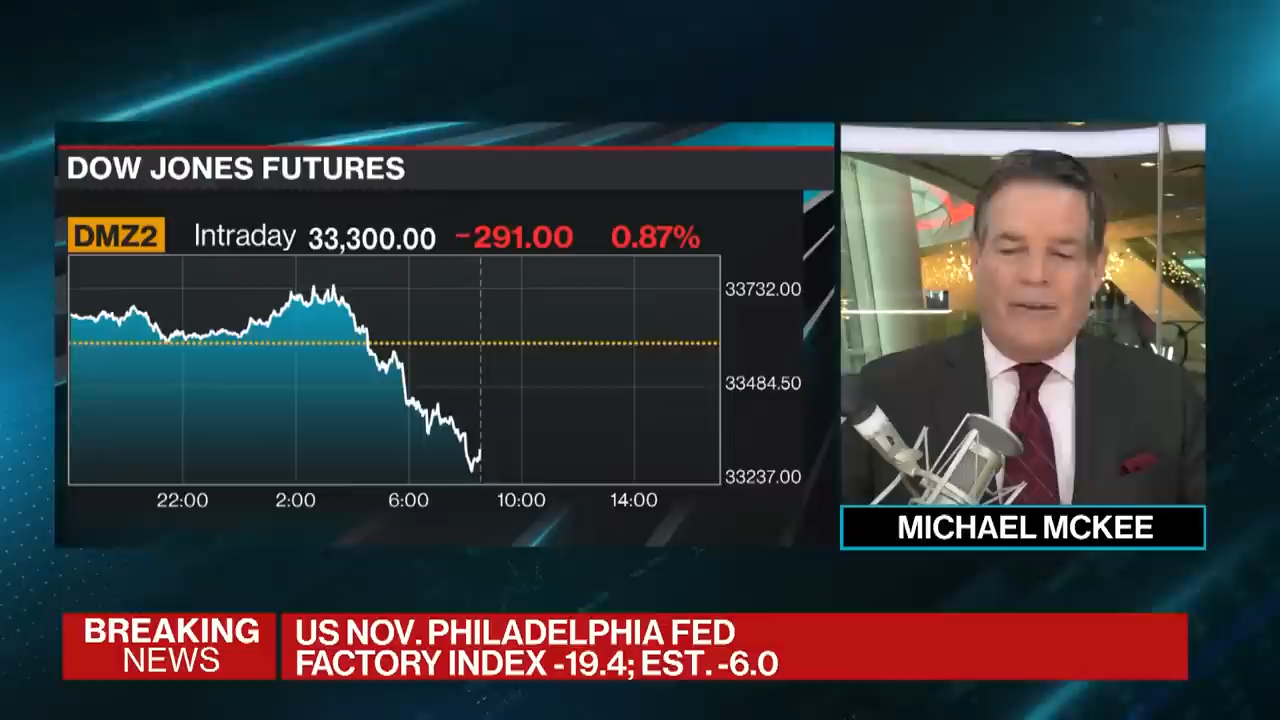 DOW JONES FUTURES
DMZ2 Intraday 33,300.00 -291.00 0.87%
33732.00
33484.50
33237.00
22:00 2:00 6:00 10:00 14:00
MICHAEL MCKEE
BREAKING NEWS
US NOV. PHILADELPHIA FED
FACTORY INDEX -19.4; EST. -6.0